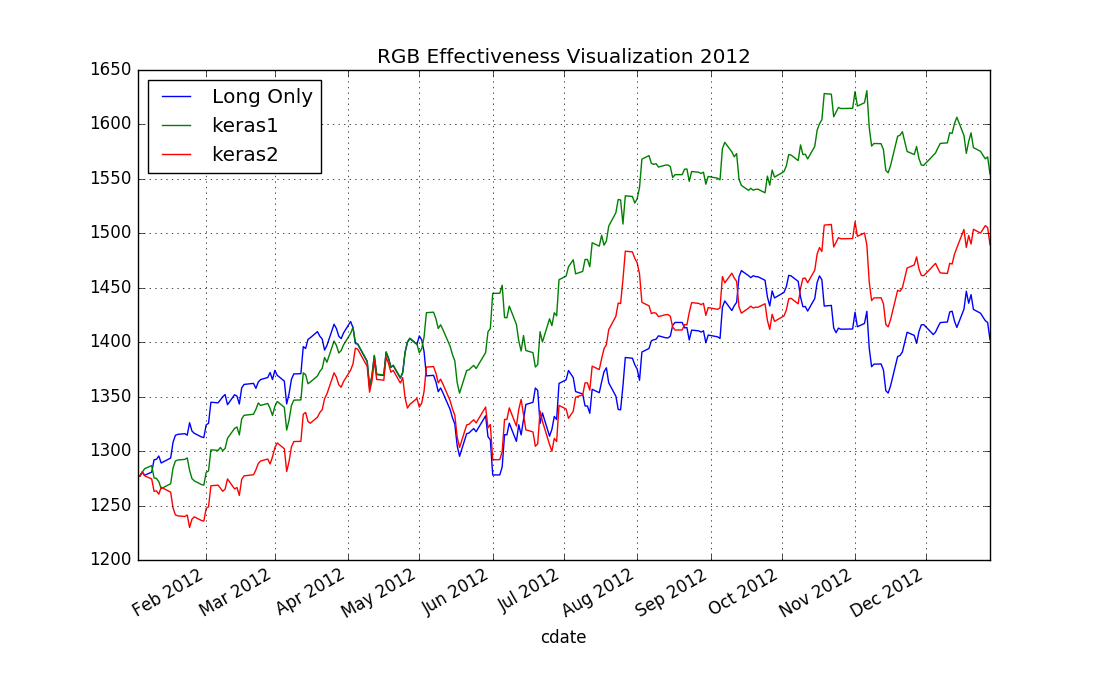 RGB Effectiveness Visualization 2012
1650
1600
1550
1500
1450
1400
1350
1300
1250
1200
Long Only
keras1
keras2
Feb 2012
Mar 2012
Apr 2012
May 2012
Jun 2012
Jul 2012
Aug 2012
Sep 2012
Oct 2012
Nov 2012
Dec 2012
cdate